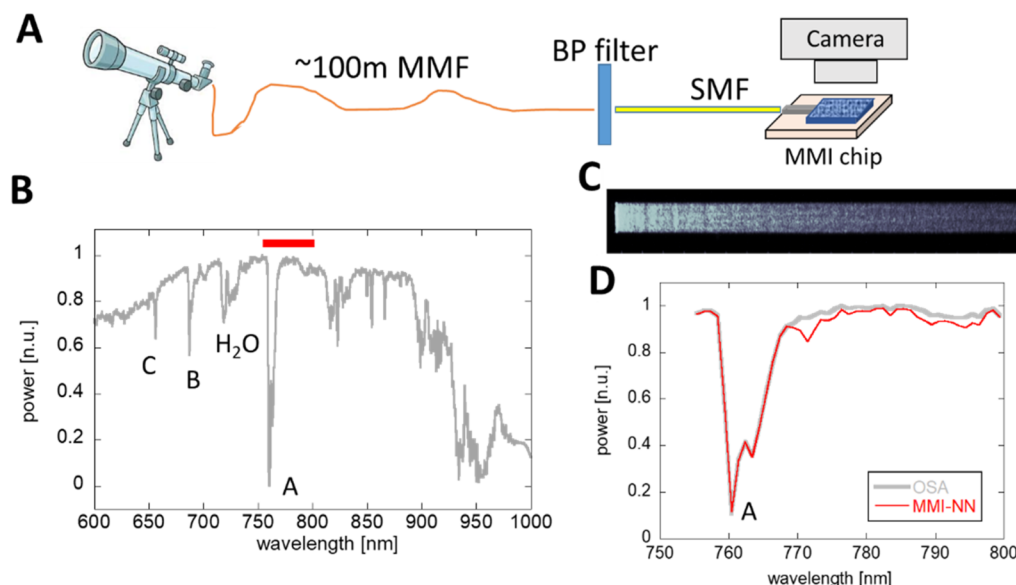 A
~100m MMF
BP filter
SMF
Camera
MMI chip
B
power [n.u.]
1
0.8
0.6
0.4
0.2
0
C
B
H2O
A
600 650 700 750 800 850 900 950 1000
wavelength [nm]
C
D
power [n.u.]
1
0.8
0.6
0.4
0.2
0
A
OSA
MMI-NN
750 760 770 780 790 800
wavelength [nm]